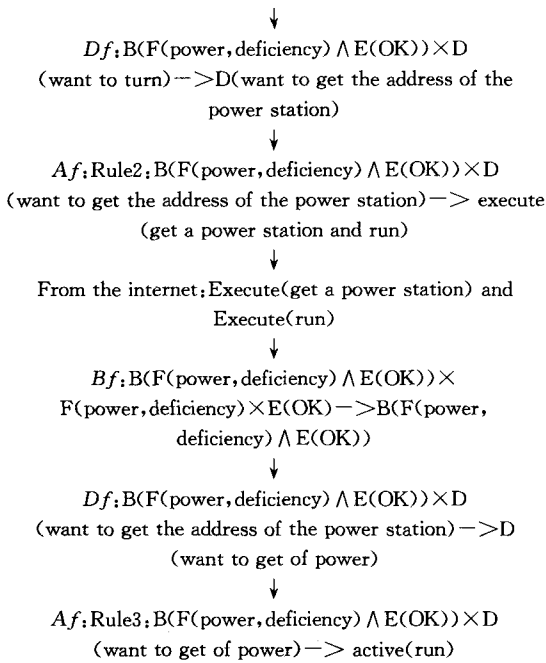 ↓
Df:B(F(power,deficiency)∧E(OK))×D
(want to turn)—>D(want to get the address of the
power station)
↓
Af:Rule2:B(F(power,deficiency)∧E(OK))×D
(want to get the address of the power station)—> execute
(get a power station and run)
↓
From the internet:Execute(get a power station) and
Execute(run)
↓
Bf:B(F(power,deficiency)∧E(OK))×
F(power,deficiency)×E(OK)—>B(F(power,
deficiency)∧E(OK))
↓
Df:B(F(power,deficiency)∧E(OK))×D
(want to get the address of the power station)—>D
(want to get of power)
↓
Af:Rule3:B(F(power,deficiency)∧E(OK))×D
(want to get of power)—> active(run)